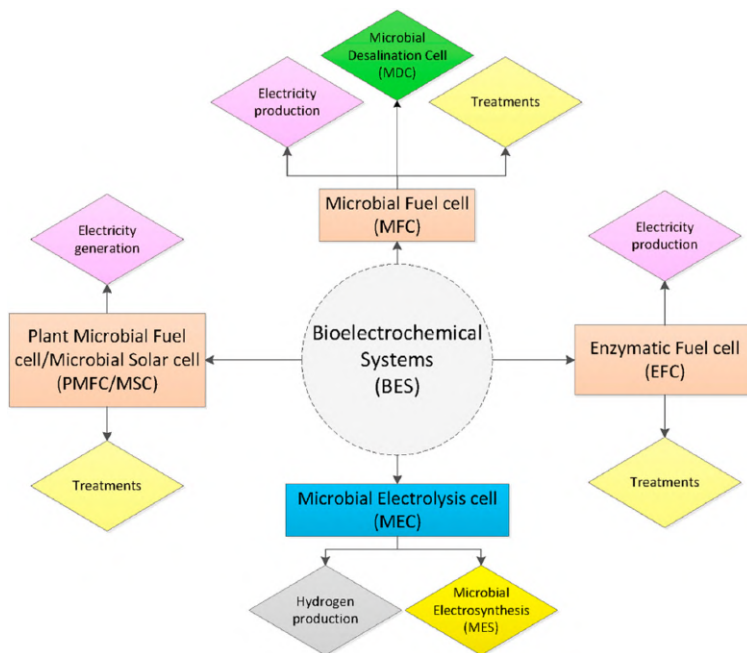 Microbial
Desalination Cell
(MDC)
Electricity
production
Treatments
Microbial Fuel cell
(MFC)
Electricity
generation
Electricity
production
Plant Microbial Fuel
cell/Microbial Solar cell
(PMFC/MSC)
Bioelectrochemical
Systems
(BES)
Enzymatic Fuel cell
(EFC)
Treatments
Treatments
Microbial Electrolysis cell
(MEC)
Hydrogen
production
Microbial
Electrosynthesis
(MES)